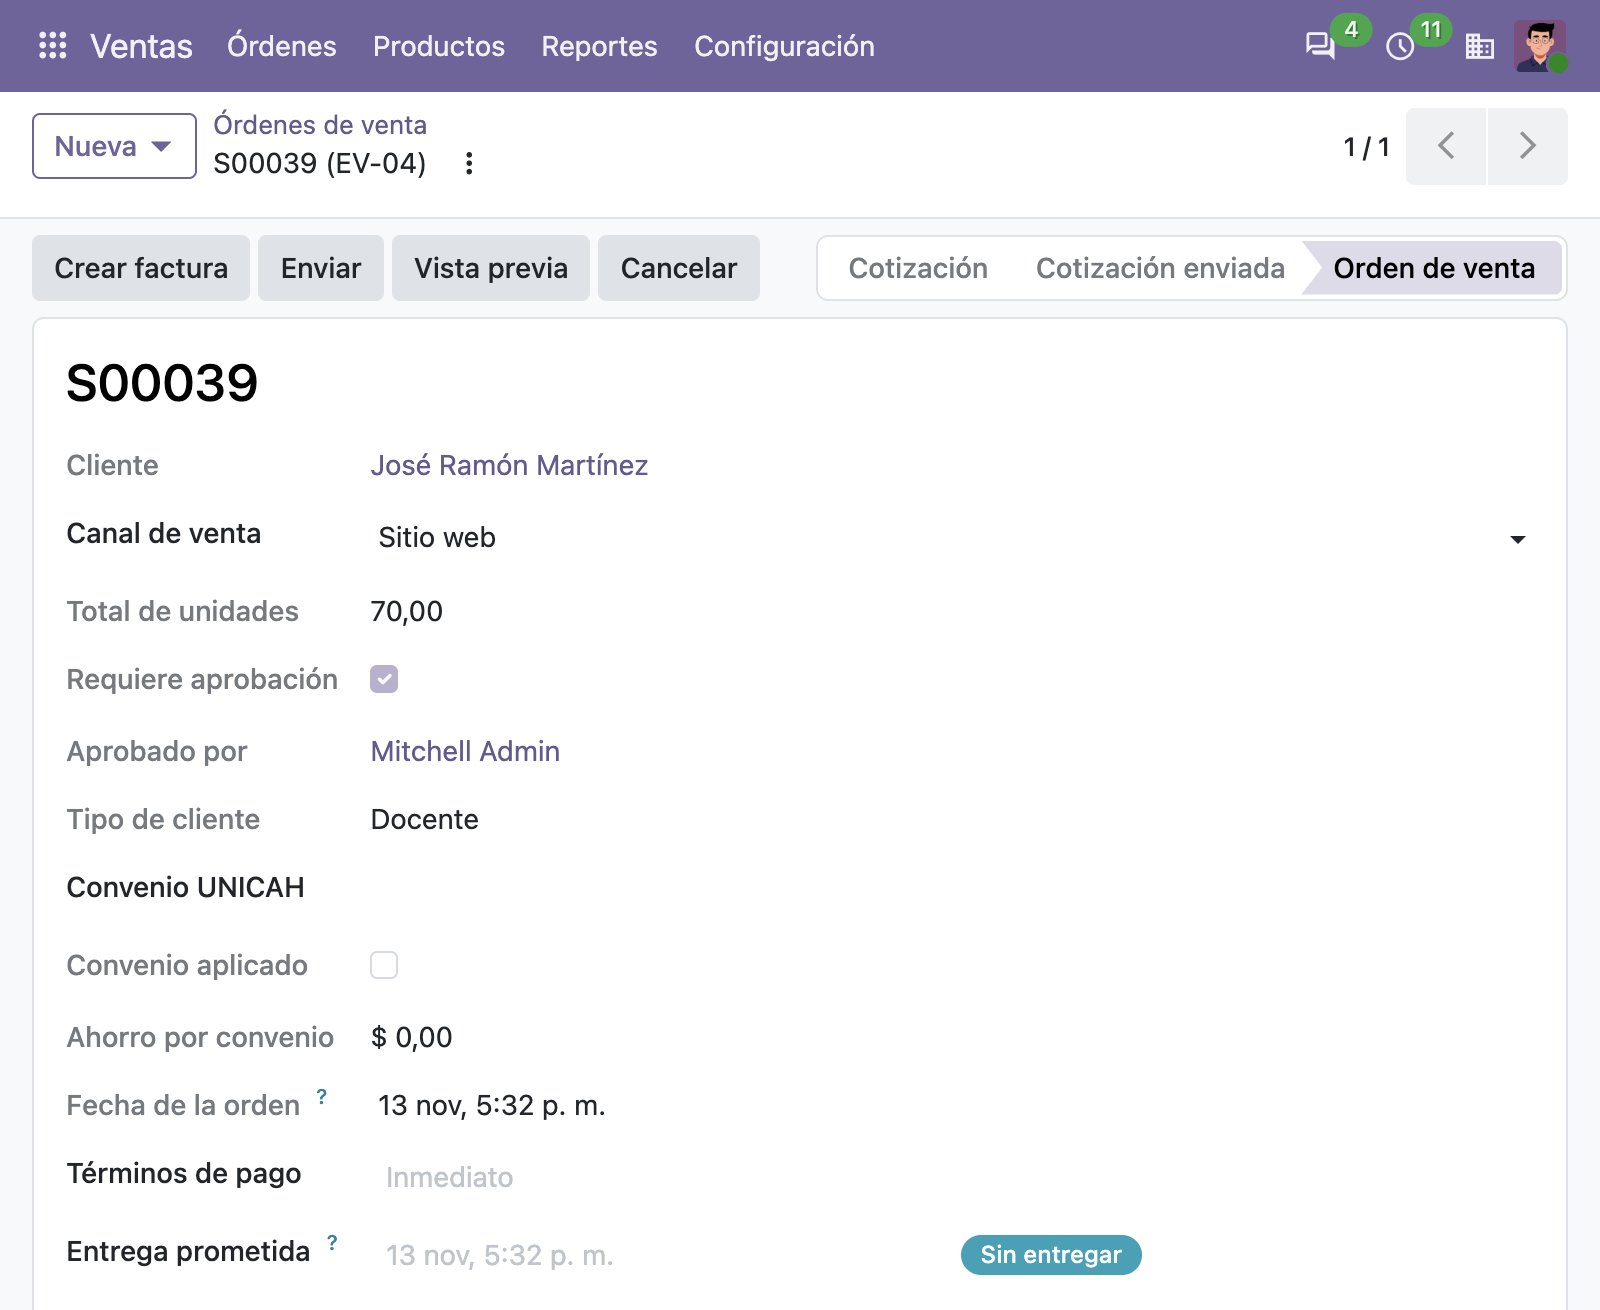 Ventas Órdenes Productos Reportes Configuración 4 11
Nueva
Órdenes de venta
S00039 (EV-04)
1 / 1
Crear factura Enviar Vista previa Cancelar Cotización Cotización enviada Orden de venta
S00039
Cliente José Ramón Martínez
Canal de venta Sitio web
Total de unidades 70,00
Requiere aprobación
Aprobado por Mitchell Admin
Tipo de cliente Docente
Convenio UNICAH
Convenio aplicado
Ahorro por convenio $ 0,00
Fecha de la orden ? 13 nov, 5:32 p. m.
Términos de pago Inmediato
Entrega prometida ? 13 nov, 5:32 p. m. Sin entregar